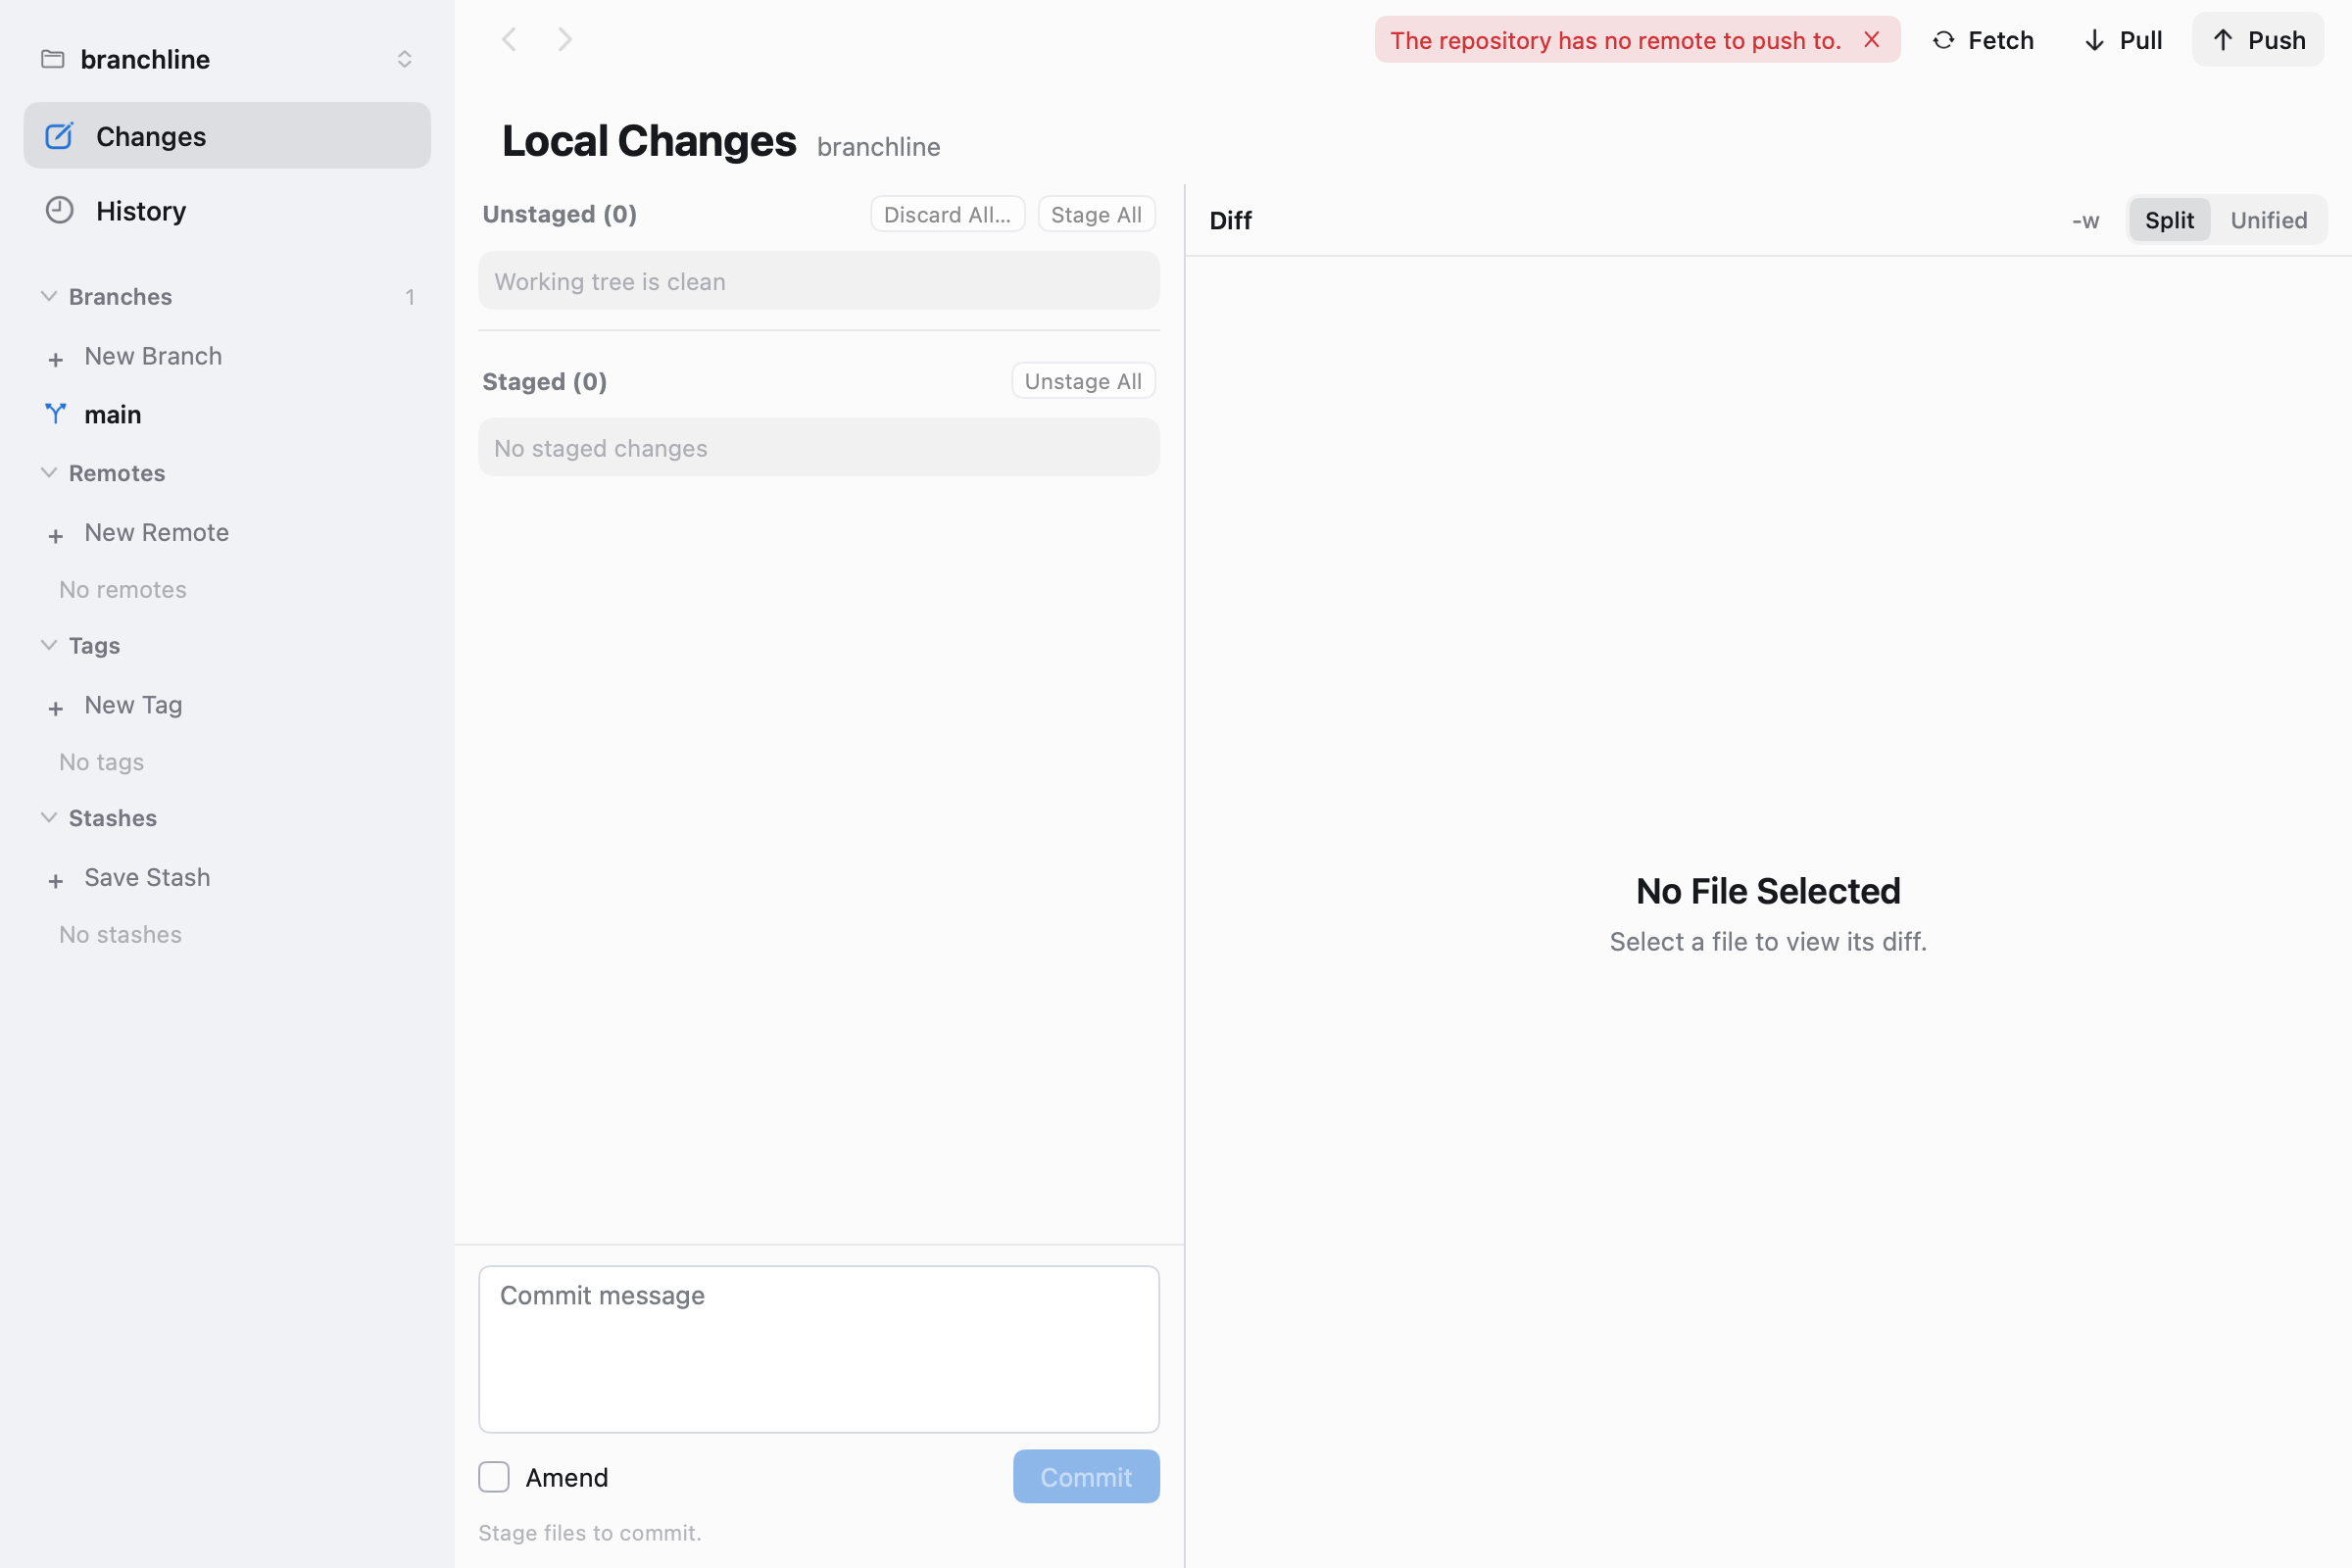 branchline
Changes
History
Branches 1
New Branch
main
Remotes
New Remote
No remotes
Tags
New Tag
No tags
Stashes
Save Stash
No stashes
The repository has no remote to push to.
Fetch
Pull
Push
Local Changes branchline
Unstaged (0) Discard All... Stage All
Working tree is clean
Staged (0) Unstage All
No staged changes
Commit message
Amend Commit
Stage files to commit.
Diff -w Split Unified
No File Selected
Select a file to view its diff.